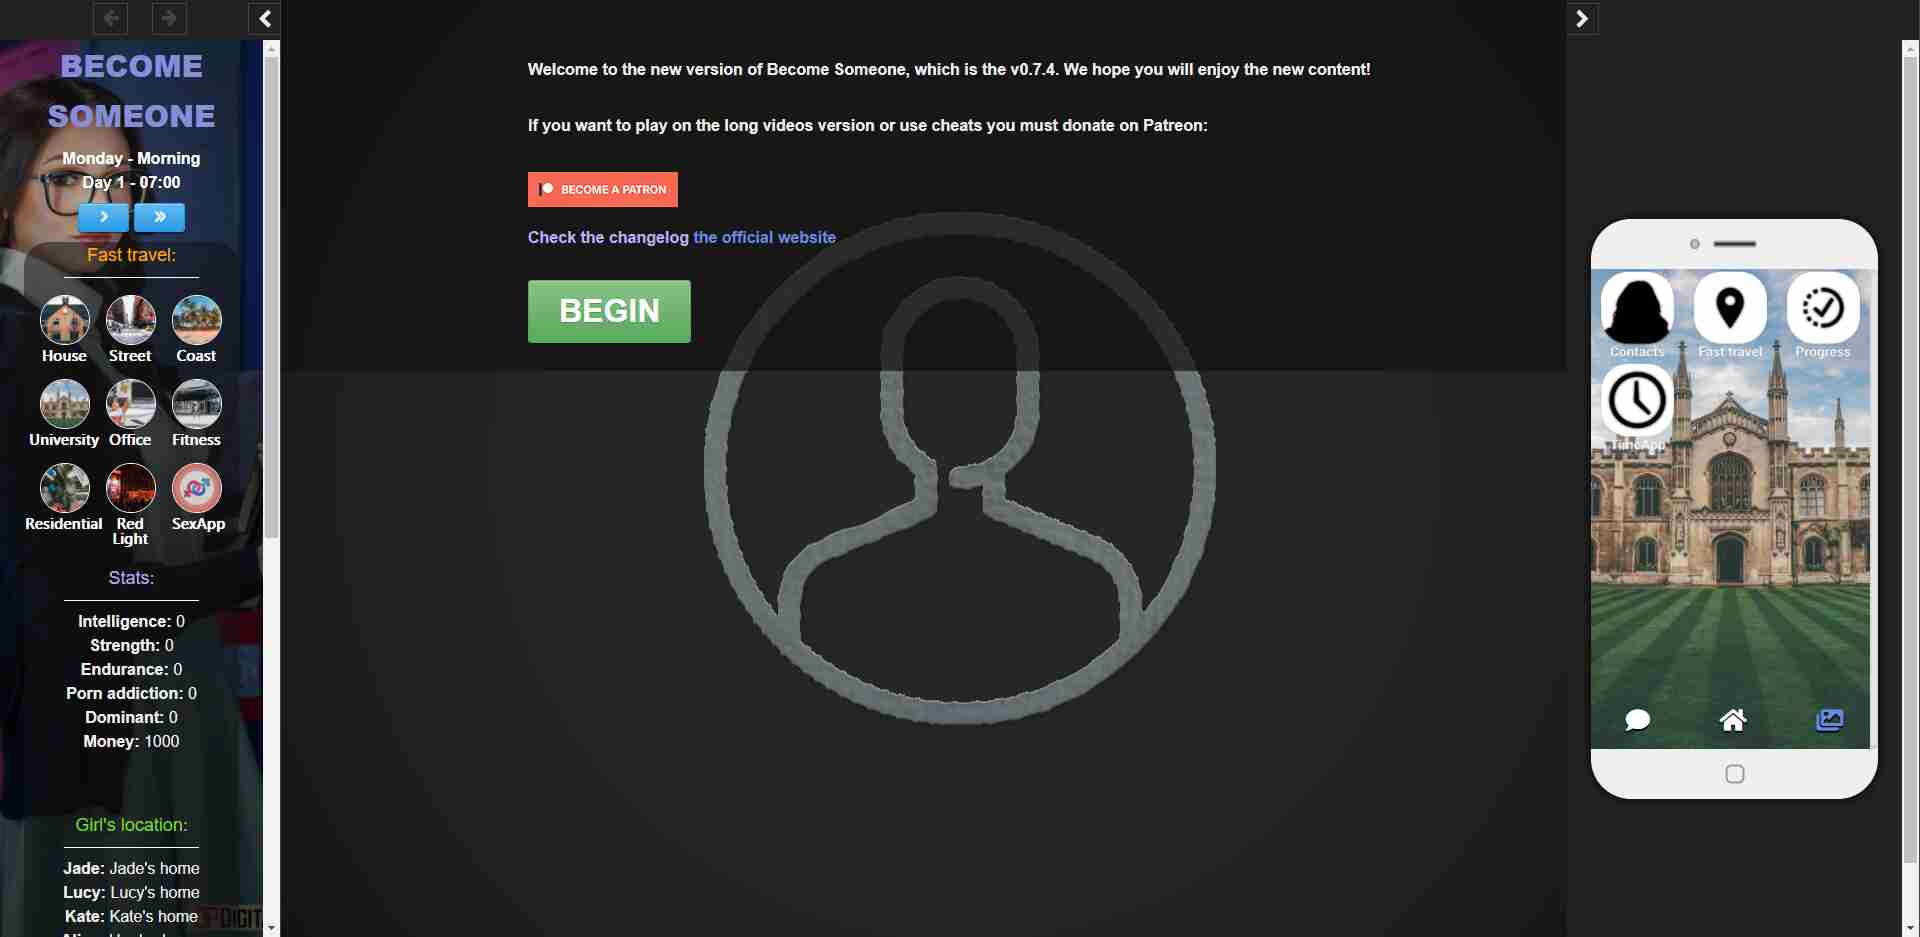 BECOME
SOMEONE
Monday - Morning
Day 1 - 07:00
Fast travel:
House Street Coast
University Office Fitness
Residential Red Light SexApp
Stats:
Intelligence: 0
Strength: 0
Endurance: 0
Porn addiction: 0
Dominant: 0
Money: 1000
Girl's location:
Jade: Jade's home
Lucy: Lucy's home
Kate: Kate's home
Welcome to the new version of Become Someone, which is the v0.7.4. We hope you will enjoy the new content!
If you want to play on the long videos version or use cheats you must donate on Patreon:
BECOME A PATRON
Check the changelog the official website
BEGIN
Contacts Fast travel Progress
TimeApp